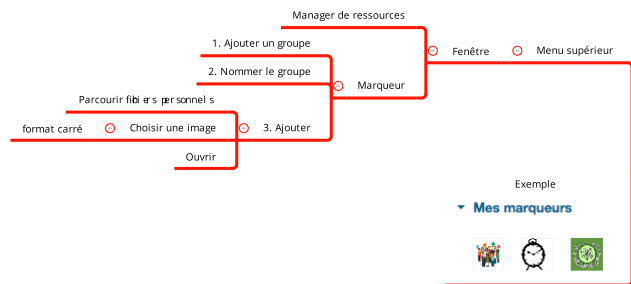 Manager de ressources
Menu supérieur
Fenêtre
1. Ajouter un groupe
2. Nommer le groupe
Marqueur
Parcourir fichiers personnels
format carré
Choisir une image
3. Ajouter
Ouvrir
Exemple
Mes marqueurs